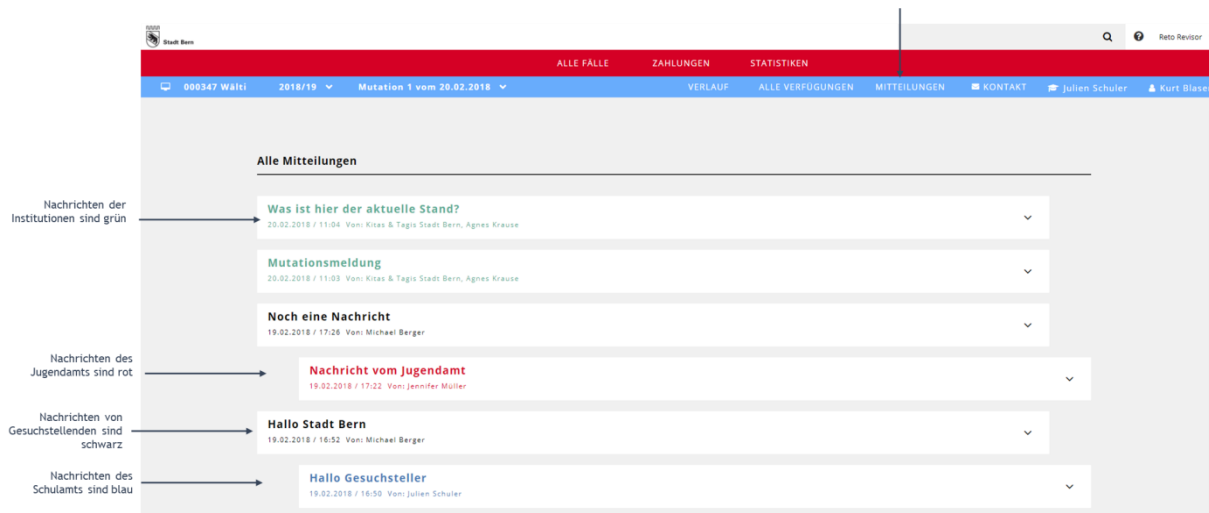 Stadt Bern
Reto Revisor
ALLE FÄLLE ZAHLUNGEN STATISTIKEN
000347 Wälti 2018/19 Mutation 1 vom 20.02.2018 VERLAUF ALLE VERFÜGUNGEN MITTEILUNGEN KONTAKT Julien Schuler Kurt Blaser
Alle Mitteilungen
Nachrichten der
Institutionen sind grün
Was ist hier der aktuelle Stand?
20.02.2018 / 11:04 Von: Kitas & Tagis Stadt Bern, Agnes Krause
Mutationsmeldung
20.02.2018 / 11:03 Von: Kitas & Tagis Stadt Bern, Agnes Krause
Noch eine Nachricht
19.02.2018 / 17:26 Von: Michael Berger
Nachrichten des
Jugendamts sind rot
Nachricht vom Jugendamt
19.02.2018 / 17:22 Von: Jennifer Müller
Nachrichten von
Gesuchstellenden sind
schwarz
Hallo Stadt Bern
19.02.2018 / 16:52 Von: Michael Berger
Nachrichten des
Schulamts sind blau
Hallo Gesuchsteller
19.02.2018 / 16:50 Von: Julien Schuler